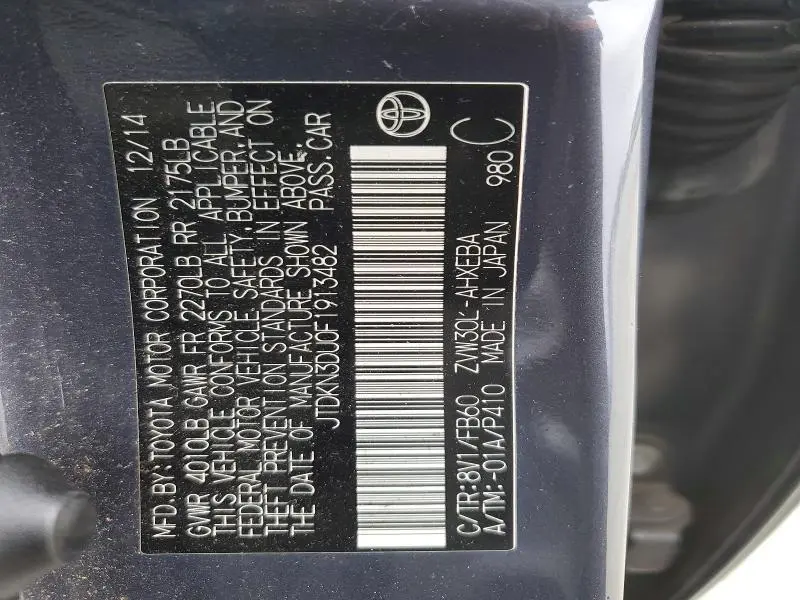 MFD.BY:TOYOTA MOTOR CORPORATION 12/14
GVWR 4010LB GAWR FR 2270LB RR 2175LB
THIS VEHICLE CONFORMS TO ALL APPLICABLE
FEDERAL MOTOR VEHICLE SAFETY,BUMPER,AND
THEFT PREVENTION STANDARDS IN EFFECT ON
THE DATE OF MANUFACTURE SHOWN ABOVE.
JTDKN3DU0F1913482 PASS.CAR
C/TR:8V1/FB60 ZVW30L-AHXEBA 980 C
A/TM:-01A/P410 MADE IN JAPAN